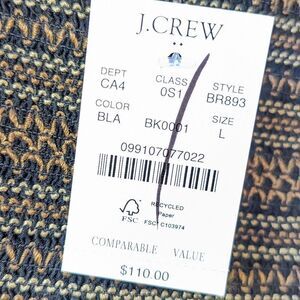 J.CREW
DEPT CLASS STYLE
CA4 0S1 BR893
COLOR SIZE
BLA BK0001 L
099107077022
RECYCLED
Paper
FSC FSC® C103974
COMPARABLE VALUE
$110.00